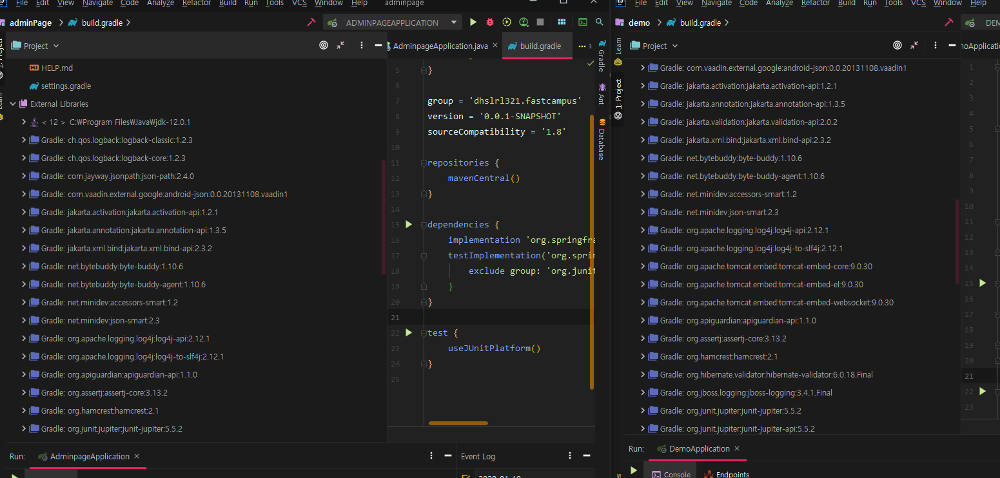 File Edit View Navigate Code Analyze Refactor Build Run Tools VCS Window Help adminpage
adminPage build.gradle ADMINPAGEAPPLICATION
Project
AdminpageApplication.java build.gradle 3
HELP.md
settings.gradle
External Libraries
< 12 > C:₩Program Files₩Java₩jdk-12.0.1
Gradle: ch.qos.logback:logback-classic:1.2.3
Gradle: ch.qos.logback:logback-core:1.2.3
Gradle: com.jayway.jsonpath:json-path:2.4.0
Gradle: com.vaadin.external.google:android-json:0.0.20131108.vaadin1
Gradle: jakarta.activation:jakarta.activation-api:1.2.1
Gradle: jakarta.annotation:jakarta.annotation-api:1.3.5
Gradle: jakarta.xml.bind:jakarta.xml.bind-api:2.3.2
Gradle: net.bytebuddy:byte-buddy:1.10.6
Gradle: net.bytebuddy:byte-buddy-agent:1.10.6
Gradle: net.minidev:accessors-smart:1.2
Gradle: net.minidev:json-smart:2.3
Gradle: org.apache.logging.log4j:log4j-api:2.12.1
Gradle: org.apache.logging.log4j:log4j-to-slf4j:2.12.1
Gradle: org.apiguardian:apiguardian-api:1.1.0
Gradle: org.assertj:assertj-core:3.13.2
Gradle: org.hamcrest:hamcrest:2.1
Gradle: org.junit.jupiter:junit-jupiter:5.5.2
5 }
6
7 group = 'dhslrl321.fastcampus'
8 version = '0.0.1-SNAPSHOT'
9 sourceCompatibility = '1.8'
10
11 repositories {
12 mavenCentral()
13 }
14
15 dependencies {
16 implementation 'org.springfra
17 testImplementation('org.spri
18 exclude group: 'org.junit
19 }
20 }
21
22 test {
23 useJUnitPlatform()
24 }
25
Gradle
Ant
Database
Run: AdminpageApplication
Event Log
File Edit View Navigate Code Analyze Refactor Build Run Tools VCS Window Help
demo build.gradle DEM
Learn
1: Project
Project
Gradle: com.vaadin.external.google:android-json:0.0.20131108.vaadin1
Gradle: jakarta.activation:jakarta.activation-api:1.2.1
Gradle: jakarta.annotation:jakarta.annotation-api:1.3.5
Gradle: jakarta.validation:jakarta.validation-api:2.0.2
Gradle: jakarta.xml.bind:jakarta.xml.bind-api:2.3.2
Gradle: net.bytebuddy:byte-buddy:1.10.6
Gradle: net.bytebuddy:byte-buddy-agent:1.10.6
Gradle: net.minidev:accessors-smart:1.2
Gradle: net.minidev:json-smart:2.3
Gradle: org.apache.logging.log4j:log4j-api:2.12.1
Gradle: org.apache.logging.log4j:log4j-to-slf4j:2.12.1
Gradle: org.apache.tomcat.embed:tomcat-embed-core:9.0.30
Gradle: org.apache.tomcat.embed:tomcat-embed-el:9.0.30
Gradle: org.apache.tomcat.embed:tomcat-embed-websocket:9.0.30
Gradle: org.apiguardian:apiguardian-api:1.1.0
Gradle: org.assertj:assertj-core:3.13.2
Gradle: org.hamcrest:hamcrest:2.1
Gradle: org.hibernate.validator:hibernate-validator:6.0.18.Final
Gradle: org.jboss.logging:jboss-logging:3.4.1.Final
Gradle: org.junit.jupiter:junit-jupiter:5.5.2
Gradle: org.junit.jupiter:junit-jupiter-api:5.5.2
1
2
3
4
5
6
7
8
9
10
11
12
13
14
15
16
17
18
19
20
21
22
23
Run: DemoApplication
Console Endpoints